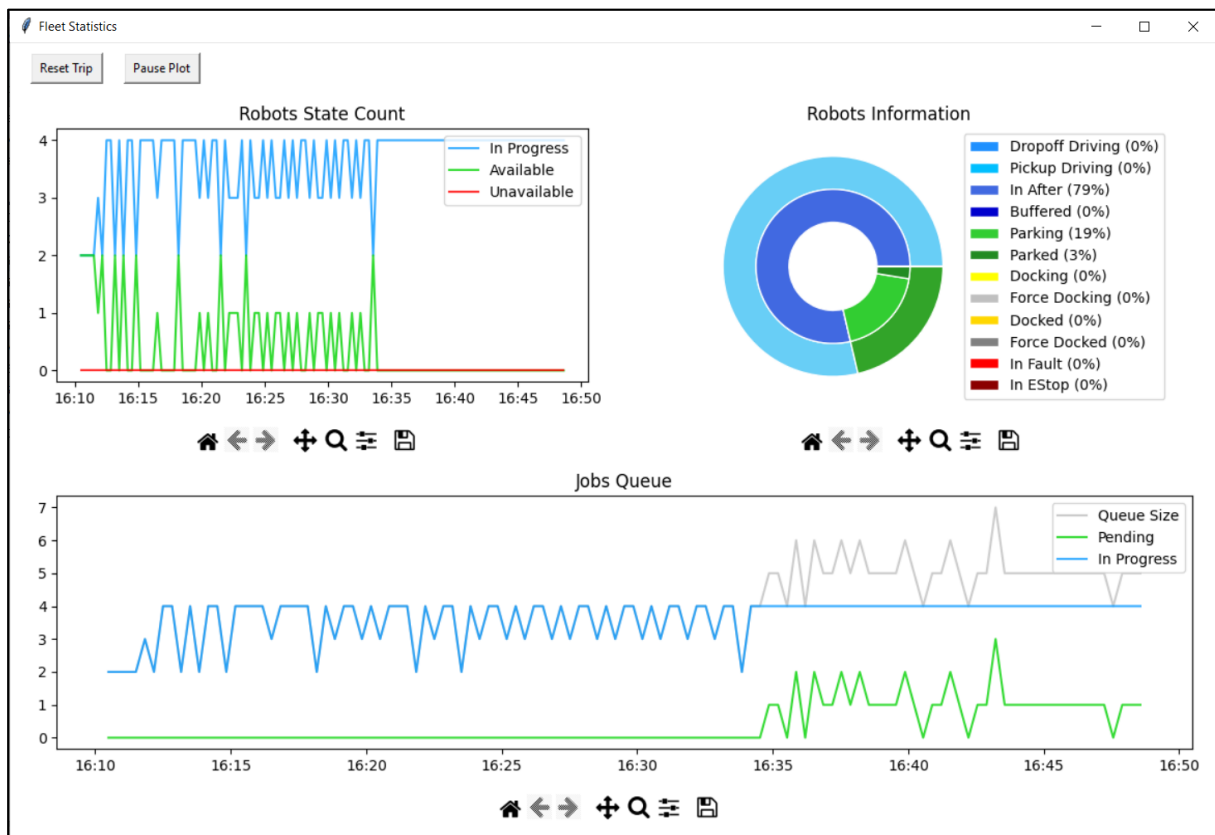 Fleet Statistics
Reset Trip
Pause Plot
Robots State Count
4
3
2
1
0
In Progress
Available
Unavailable
16:10 16:15 16:20 16:25 16:30 16:35 16:40 16:45 16:50
Robots Information
Dropoff Driving (0%)
Pickup Driving (0%)
In After (79%)
Buffered (0%)
Parking (19%)
Parked (3%)
Docking (0%)
Force Docking (0%)
Docked (0%)
Force Docked (0%)
In Fault (0%)
In EStop (0%)
Jobs Queue
7
6
5
4
3
2
1
0
Queue Size
Pending
In Progress
16:10 16:15 16:20 16:25 16:30 16:35 16:40 16:45 16:50